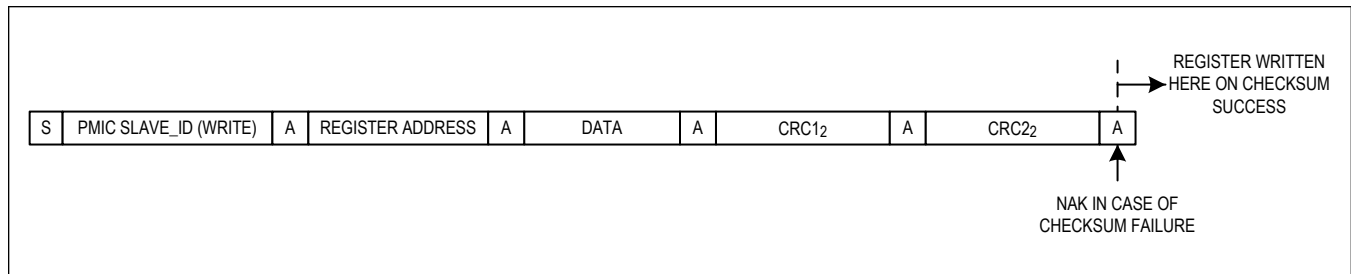 REGISTER WRITTEN
HERE ON CHECKSUM
SUCCESS
S PMIC SLAVE_ID (WRITE) A REGISTER ADDRESS A DATA A CRC1₂ A CRC2₂ A
NAK IN CASE OF
CHECKSUM FAILURE